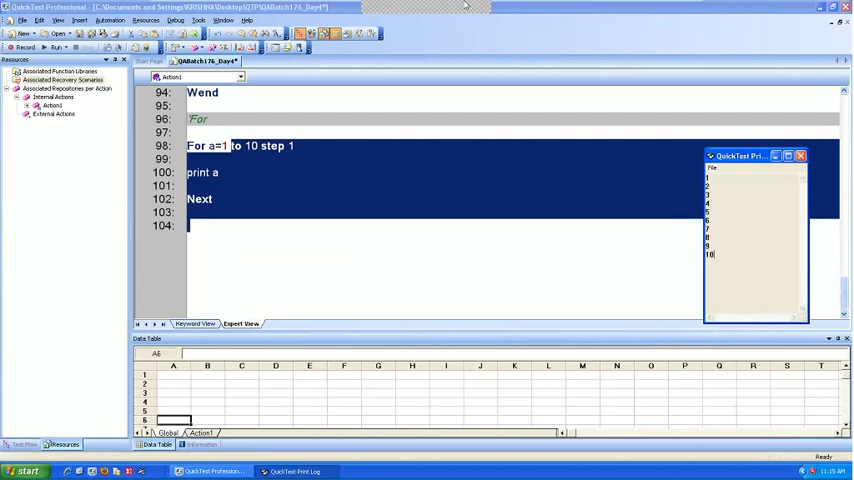 QuickTest Professional - [C:\Documents and Settings\KRISHNA\Desktop\QTP\QABatch176_Day4*]
File Edit View Insert Automation Resources Debug Tools Window Help
New Open
Record Run
Resources
Associated Function Libraries
Associated Recovery Scenarios
Associated Repositories per Action
Internal Actions
Action1
External Actions
Start Page QABatch176_Day4*
Action1
94: Wend
95:
96: 'For
97:
98: For a=1 to 10 step 1
99:
100: print a
101:
102: Next
103:
104:
Keyword View Expert View
QuickTest Pri...
File
1
2
3
4
5
6
7
8
9
10
Data Table
A6
A B C D E F G H I J K L M N O P Q R S T
1
2
3
4
5
6
Global Action1
Test Flow Resources
Data Table Information
Ready
start
QuickTest Profession...
QuickTest Print Log
11:15 AM